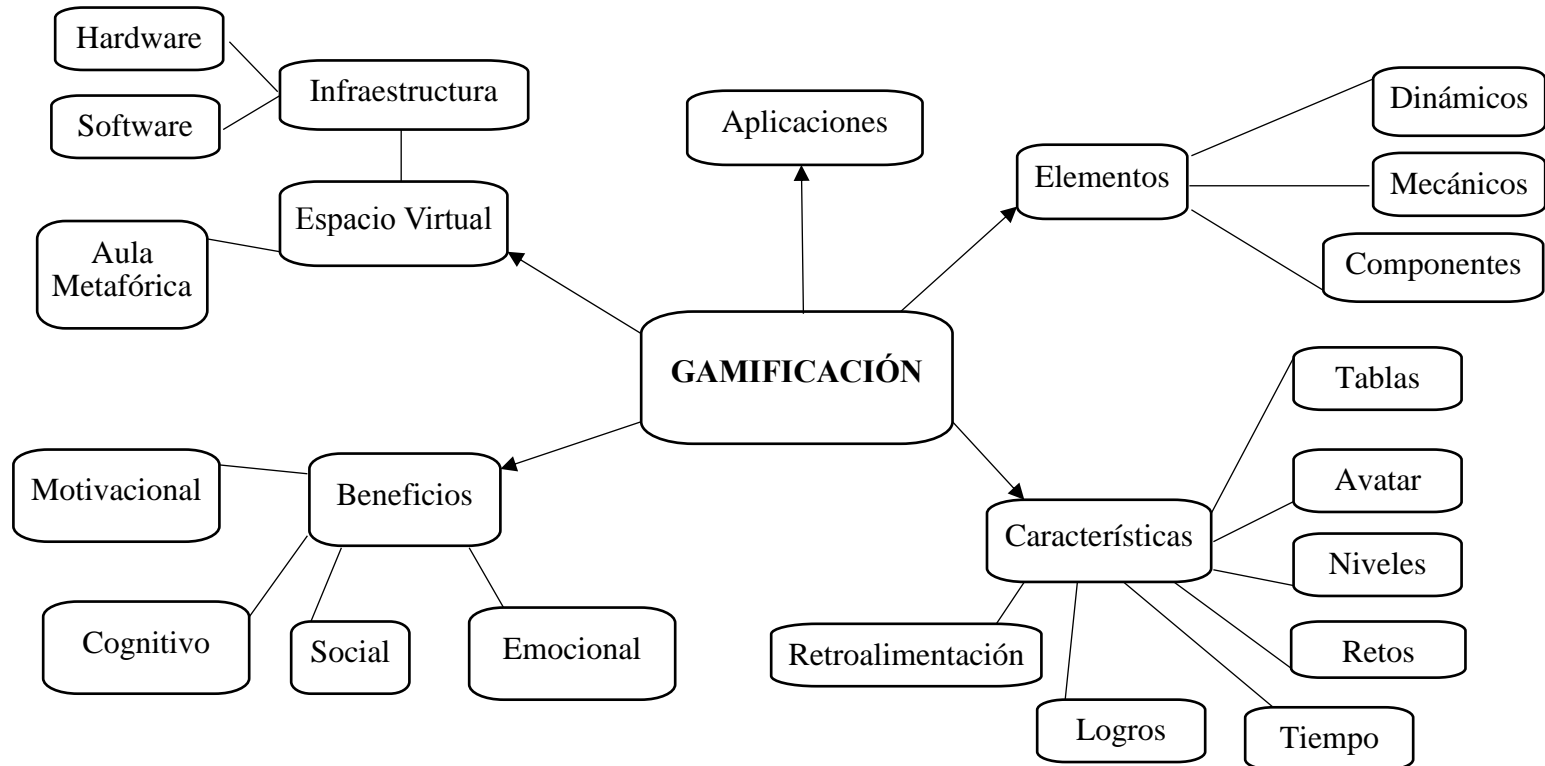 Hardware
Infraestructura
Software
Aplicaciones
Dinámicos
Elementos
Mecánicos
Espacio Virtual
Aula
Metafórica
Componentes
GAMIFICACIÓN
Tablas
Motivacional
Beneficios
Avatar
Características
Niveles
Cognitivo
Social
Emocional
Retroalimentación
Retos
Logros
Tiempo